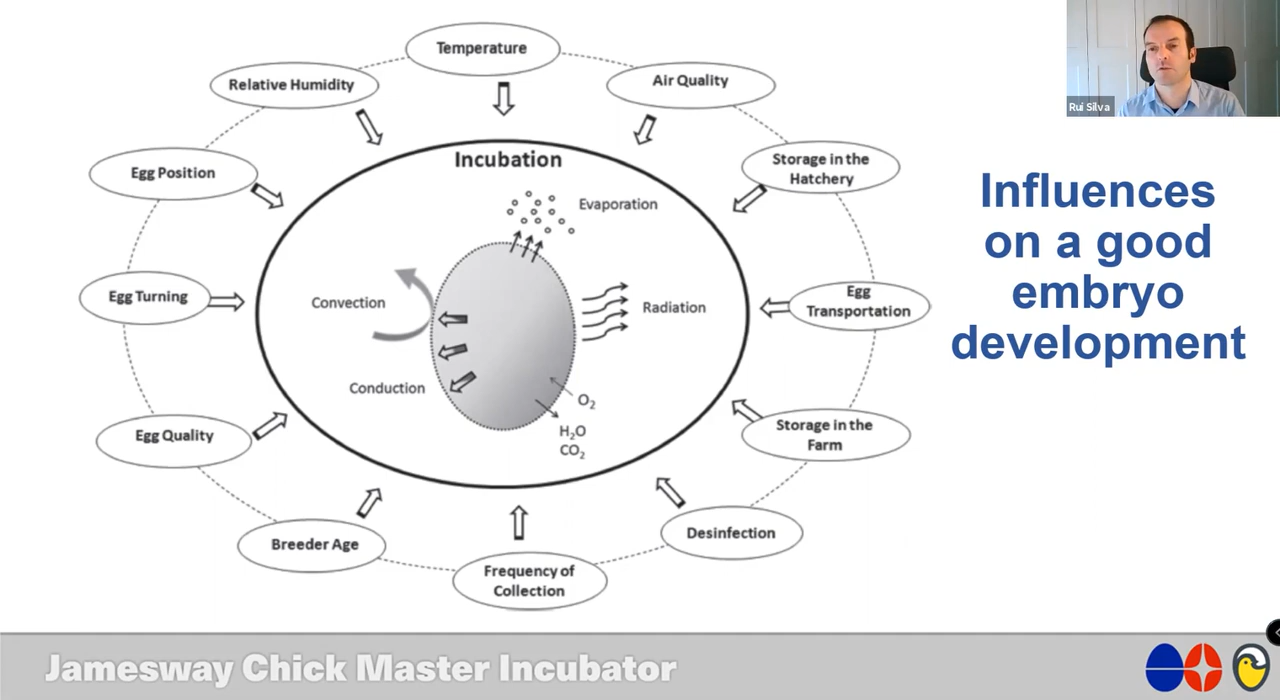 Temperature
Relative Humidity
Air Quality
Rui Silva
Incubation
Storage in the
Hatchery
Egg Position
Evaporation
Influences
on a good
embryo
development
Egg Turning
Convection
Radiation
Egg
Transportation
Conduction
O₂
H₂O
CO₂
Egg Quality
Storage in the
Farm
Breeder Age
Desinfection
Frequency of
Collection
Jamesway Chick Master Incubator